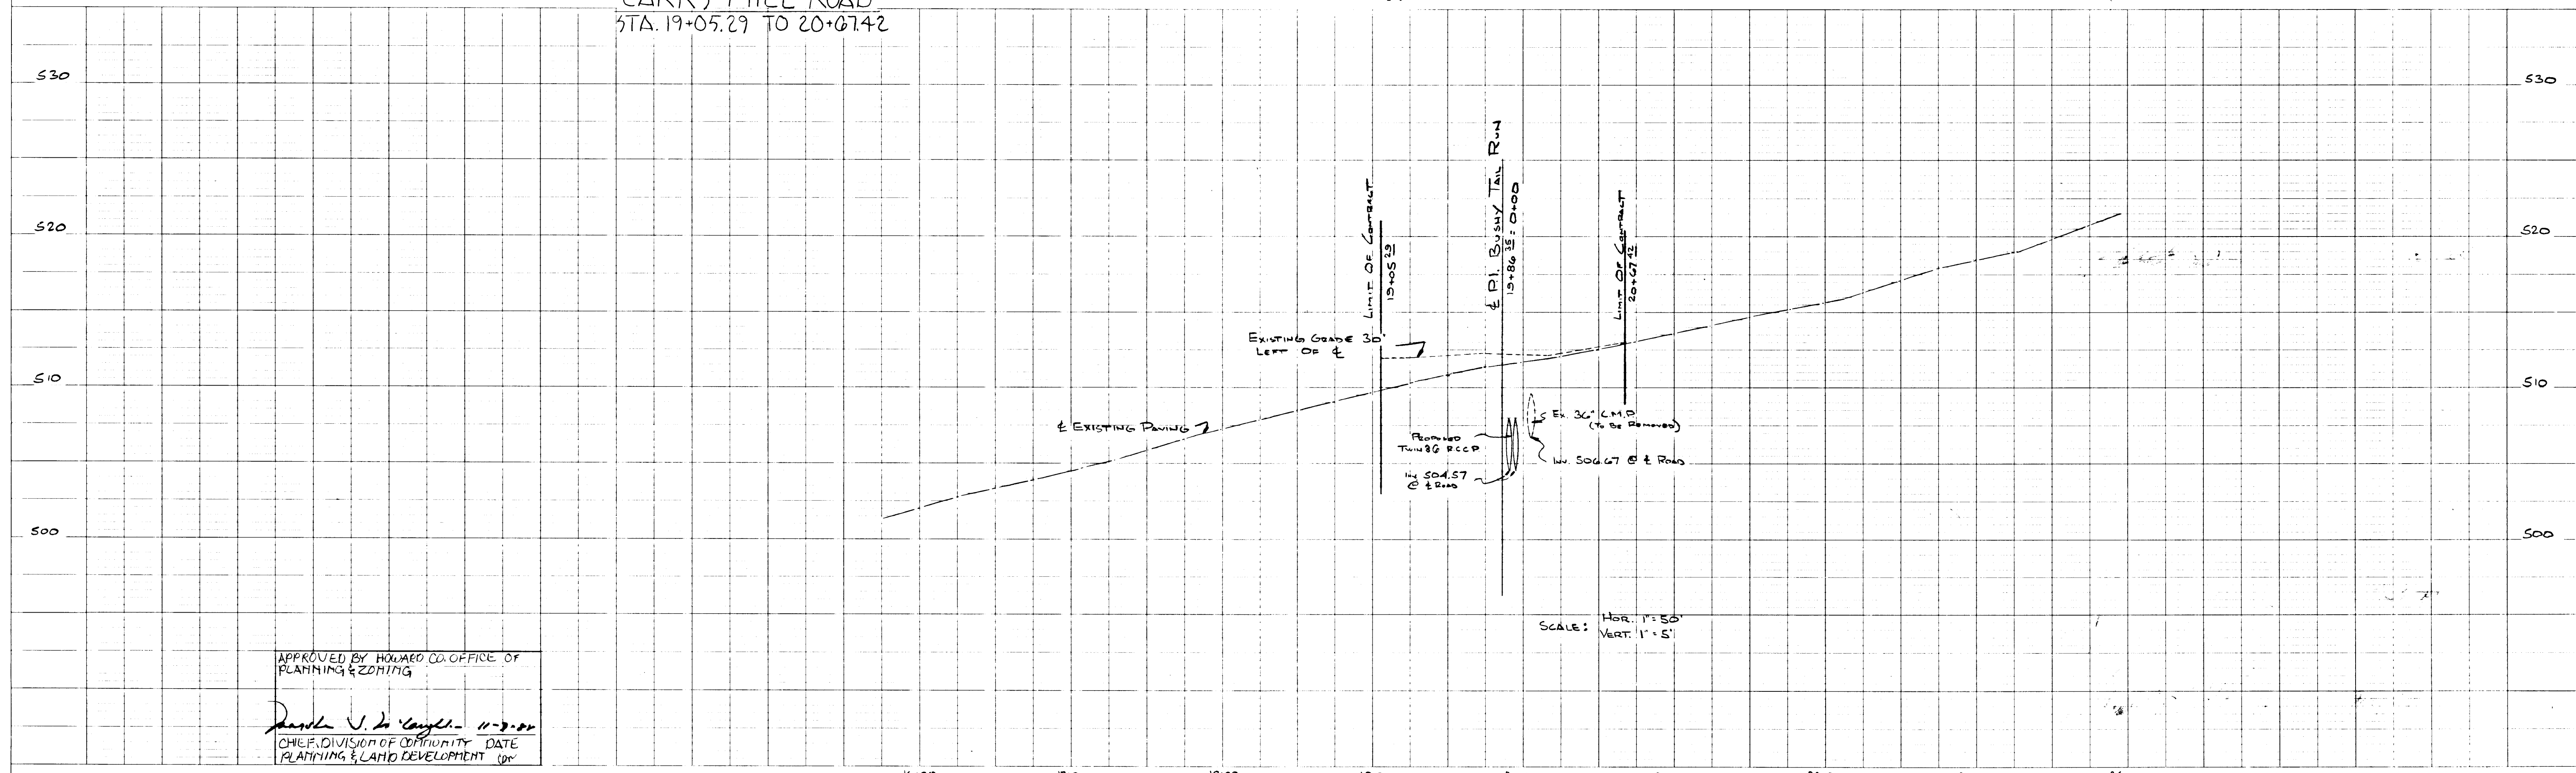 CARRS MILL ROAD
STA. 19+05.29 TO 20+67.42
530
530
520
520
510
510
500
500
LIMIT OF CONTRACT
19+05 29
℄ P.I. BUSHY TAIL RUN
19+86 35 = 0+00
LIMIT OF CONTRACT
20+67 42
EXISTING GRADE 30'
LEFT OF ℄
℄ EXISTING PAVING
PROPOSED
TWIN 36 RCCP
INV 504.57
@ ℄ ROAD
EX. 36" C.M.P.
(TO BE REMOVED)
INV. 506.67 @ ℄ ROAD
SCALE: HOR. 1"=50'
VERT. 1"=5'
APPROVED BY HOWARD CO. OFFICE OF
PLANNING & ZONING
CHIEF, DIVISION OF COMMUNITY DATE
PLANNING & LAND DEVELOPMENT